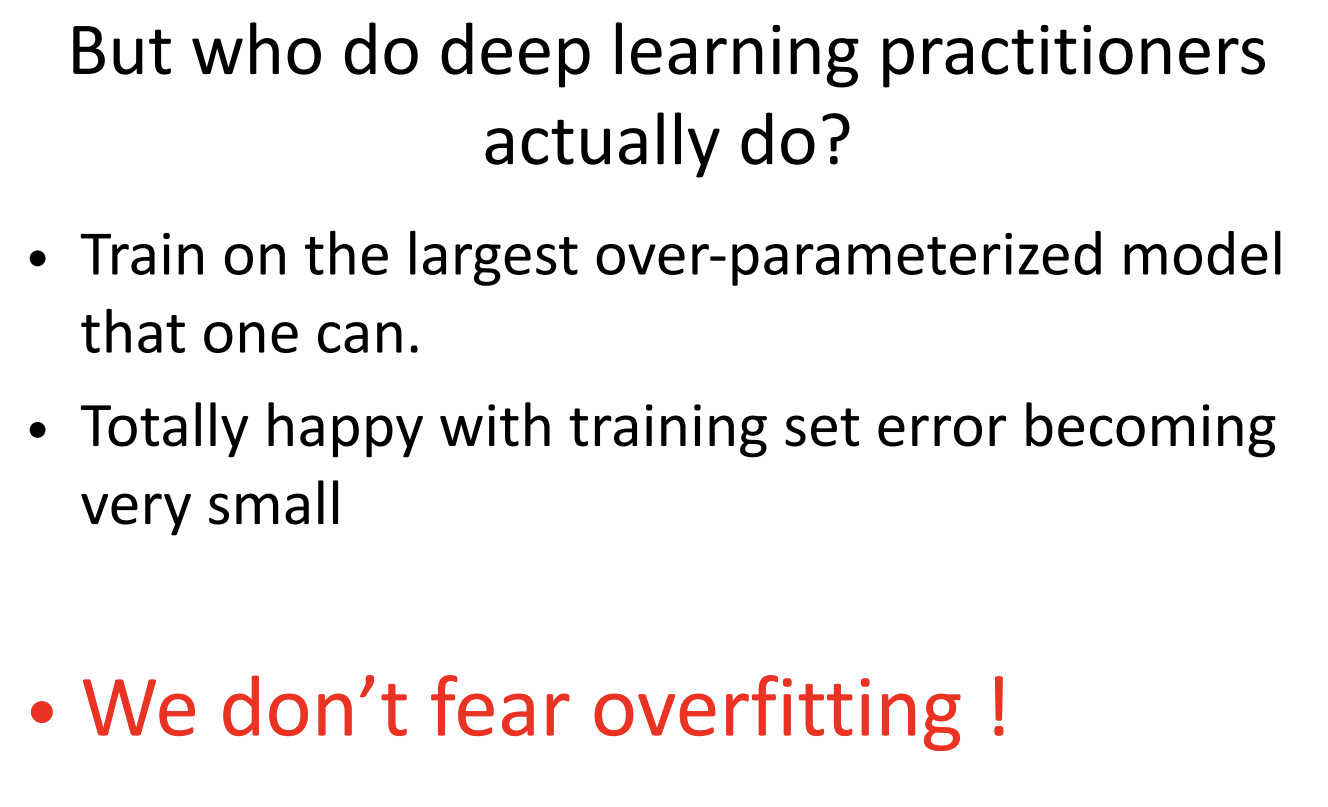 But who do deep learning practitioners
actually do?
• Train on the largest over-parameterized model
that one can.
• Totally happy with training set error becoming
very small
• We don’t fear overfitting !